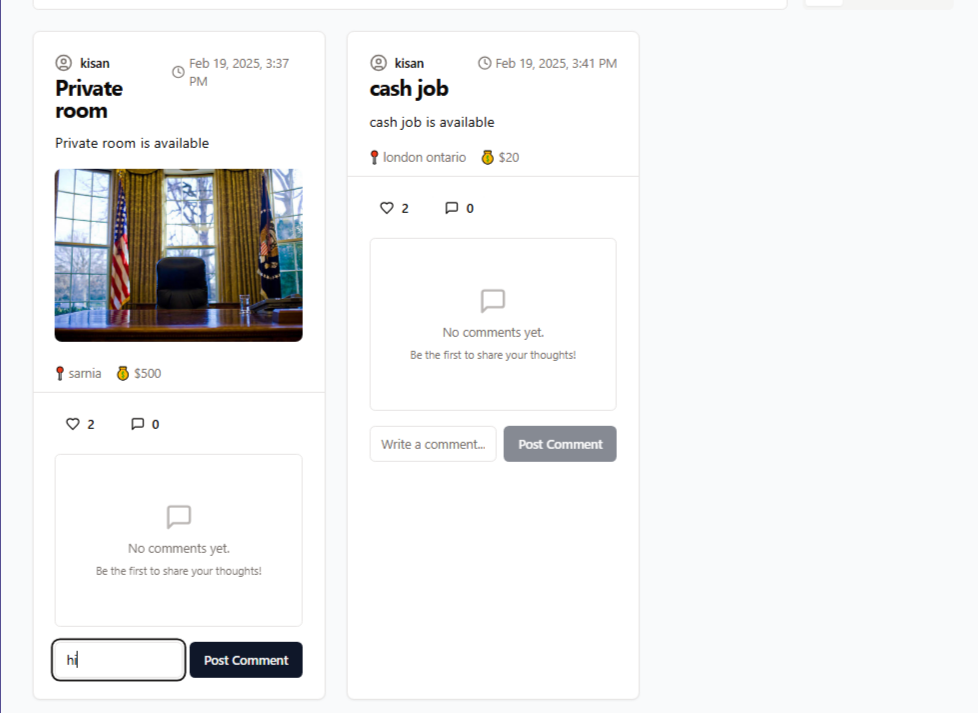 kisan
Feb 19, 2025, 3:37
PM
Private
room
Private room is available
sarnia $500
2 0
No comments yet.
Be the first to share your thoughts!
hi Post Comment
kisan
Feb 19, 2025, 3:41 PM
cash job
cash job is available
london ontario $20
2 0
No comments yet.
Be the first to share your thoughts!
Write a comment... Post Comment